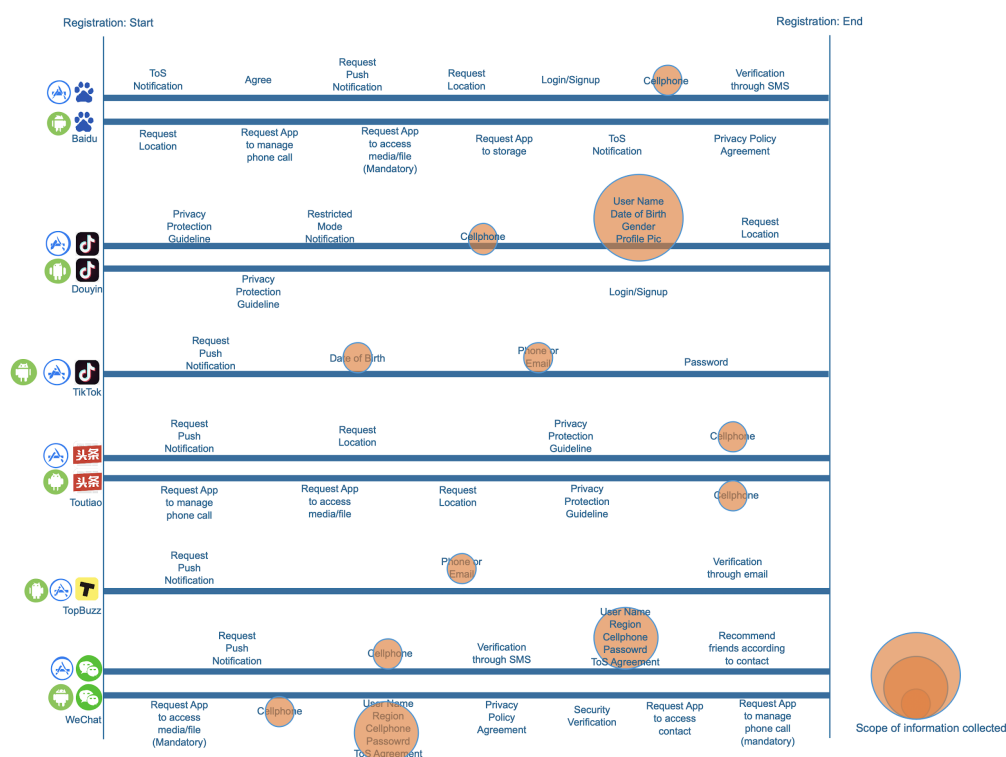 Registration: Start
Registration: End
ToS
Notification
Agree
Request
Push
Notification
Request
Location
Login/Signup
Cellphone
Verification
through SMS
Baidu
Request
Location
Request App
to manage
phone call
Request App
to access
media/file
(Mandatory)
Request App
to storage
ToS
Notification
Privacy Policy
Agreement
Privacy
Protection
Guideline
Restricted
Mode
Notification
Cellphone
User Name
Date of Birth
Gender
Profile Pic
Request
Location
Douyin
Privacy
Protection
Guideline
Login/Signup
Request
Push
Notification
Date of Birth
Phone or
Email
Password
TikTok
Request
Push
Notification
Request
Location
Privacy
Protection
Guideline
Cellphone
头条
头条
Toutiao
Request App
to manage
phone call
Request App
to access
media/file
Request
Location
Privacy
Protection
Guideline
Cellphone
Request
Push
Notification
Phone or
Email
Verification
through email
TopBuzz
Request
Push
Notification
Cellphone
Verification
through SMS
User Name
Region
Cellphone
Passowrd
ToS Agreement
Recommend
friends according
to contact
WeChat
Request App
to access
media/file
(Mandatory)
Cellphone
User Name
Region
Cellphone
Passowrd
ToS Agreement
Privacy
Policy
Agreement
Security
Verification
Request App
to access
contact
Request App
to manage
phone call
(mandatory)
Scope of information collected